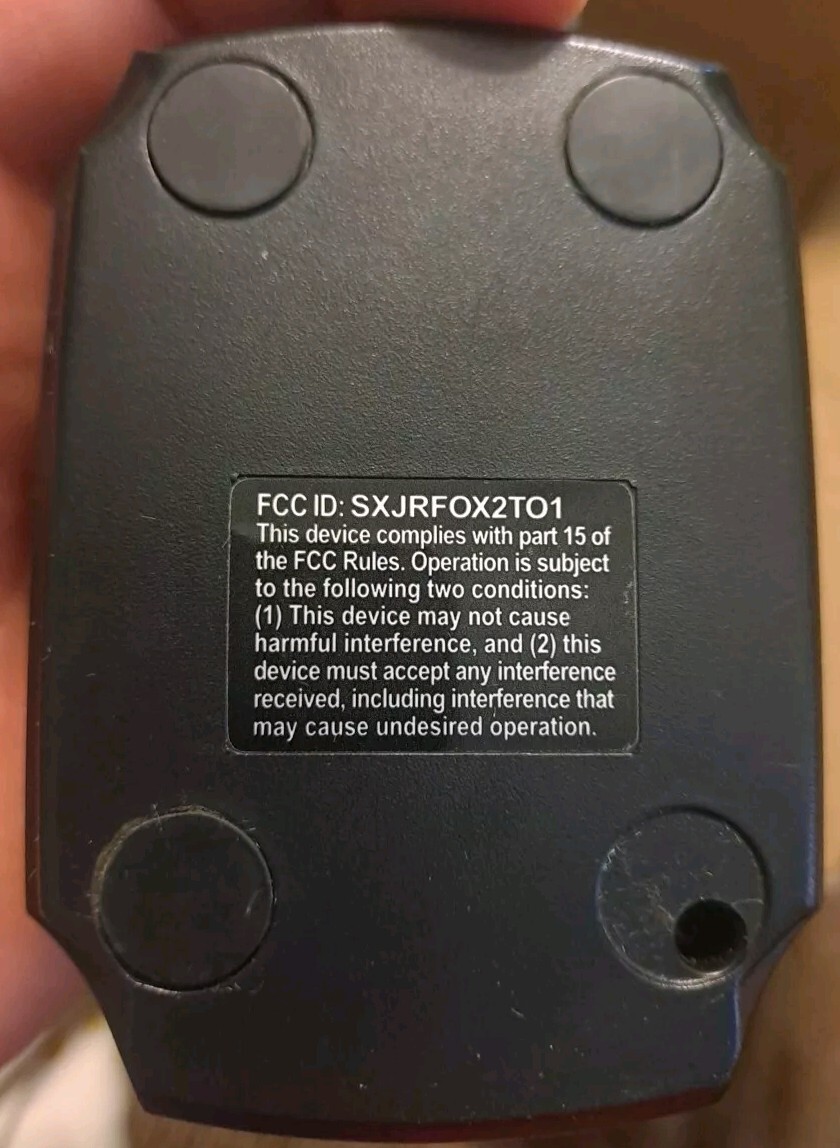 FCC ID: SXJRFOX2TO1
This device complies with part 15 of
the FCC Rules. Operation is subject
to the following two conditions:
(1) This device may not cause
harmful interference, and (2) this
device must accept any interference
received, including interference that
may cause undesired operation.